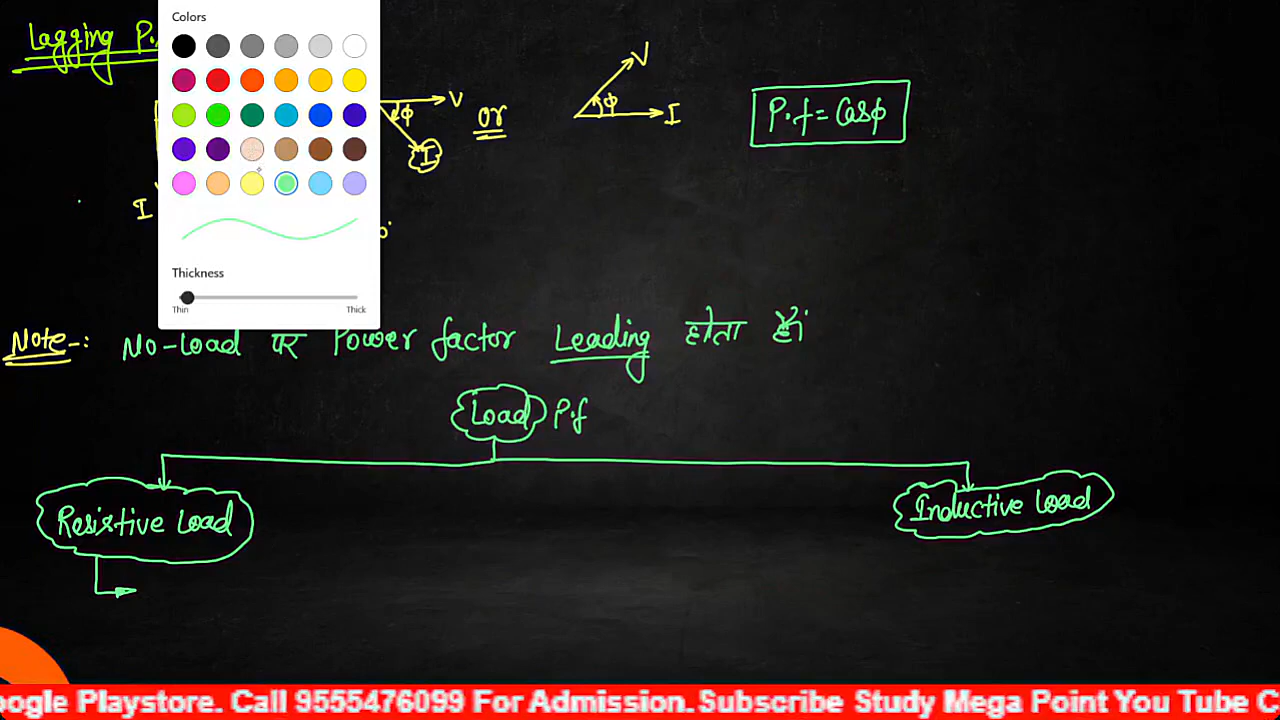 Lagging P.
Colors
V
φ
I
or
V
φ
I
P.f = Cosφ
I
Thickness
Thin Thick
Note-: No-Load पर Power factor Leading होता है
Load P.f
Resistive Load
Inductive Load
oogle Playstore. Call 9555476099 For Admission. Subscribe Study Mega Point You Tube C